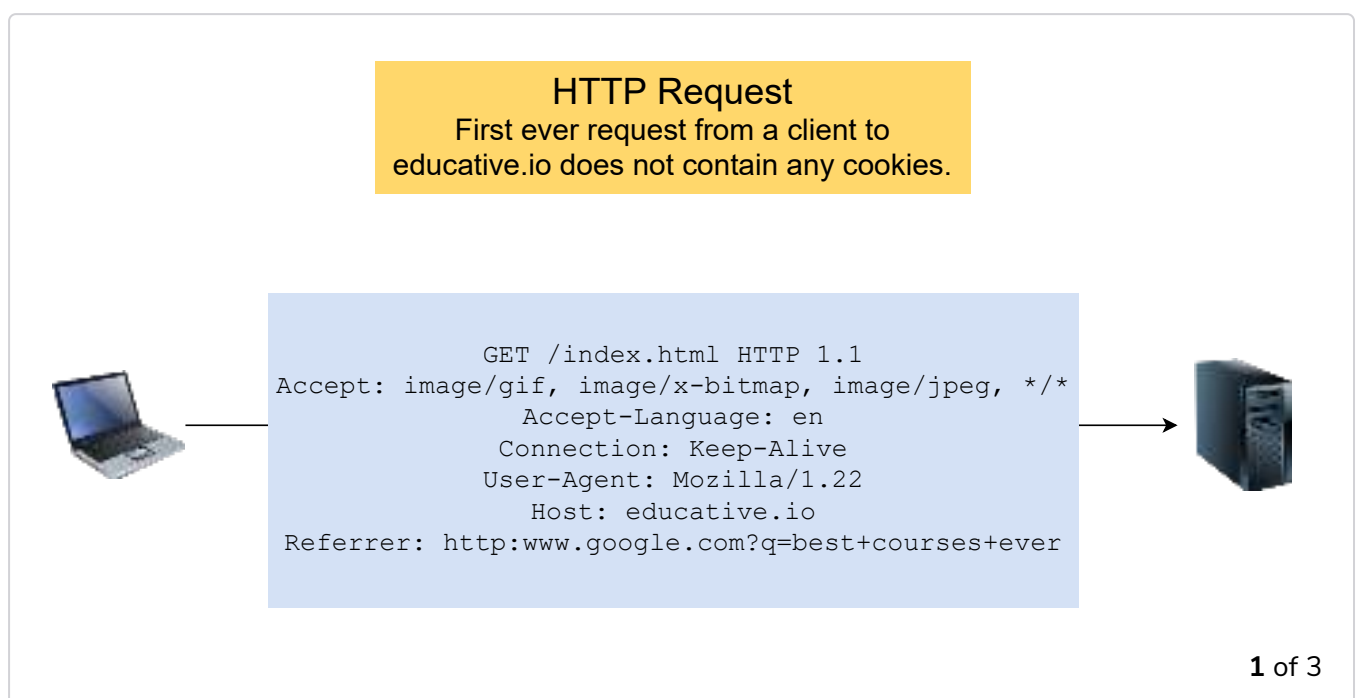 HTTP Request
First ever request from a client to
educative.io does not contain any cookies.
GET /index.html HTTP 1.1
Accept: image/gif, image/x-bitmap, image/jpeg, */*
Accept-Language: en
Connection: Keep-Alive
User-Agent: Mozilla/1.22
Host: educative.io
Referrer: http:www.google.com?q=best+courses+ever
1 of 3